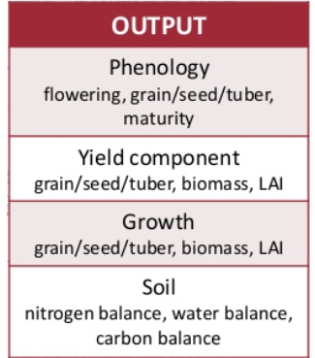 OUTPUT
Phenology
flowering, grain/seed/tuber,
maturity
Yield component
grain/seed/tuber, biomass, LAI
Growth
grain/seed/tuber, biomass, LAI
Soil
nitrogen balance, water balance,
carbon balance